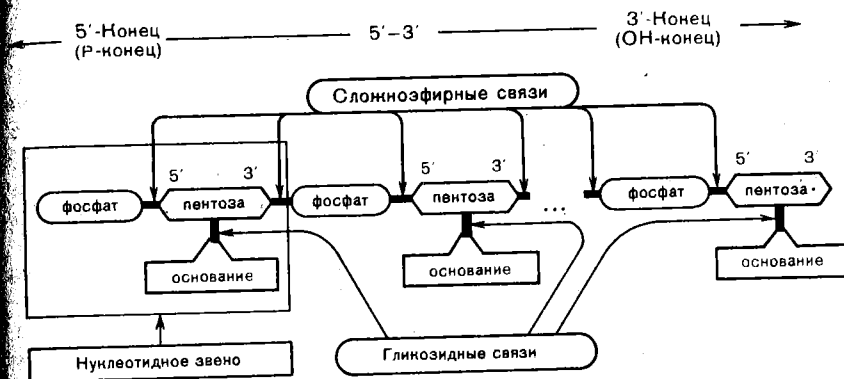 5′-Конец 5′–3′ 3′-Конец
(Р-конец) (ОН-конец)
Сложноэфирные связи
5′ 3′ 5′ 3′ 5′ 3′
фосфат пентоза фосфат пентоза ... фосфат пентоза
основание основание основание
Нуклеотидное звено Гликозидные связи